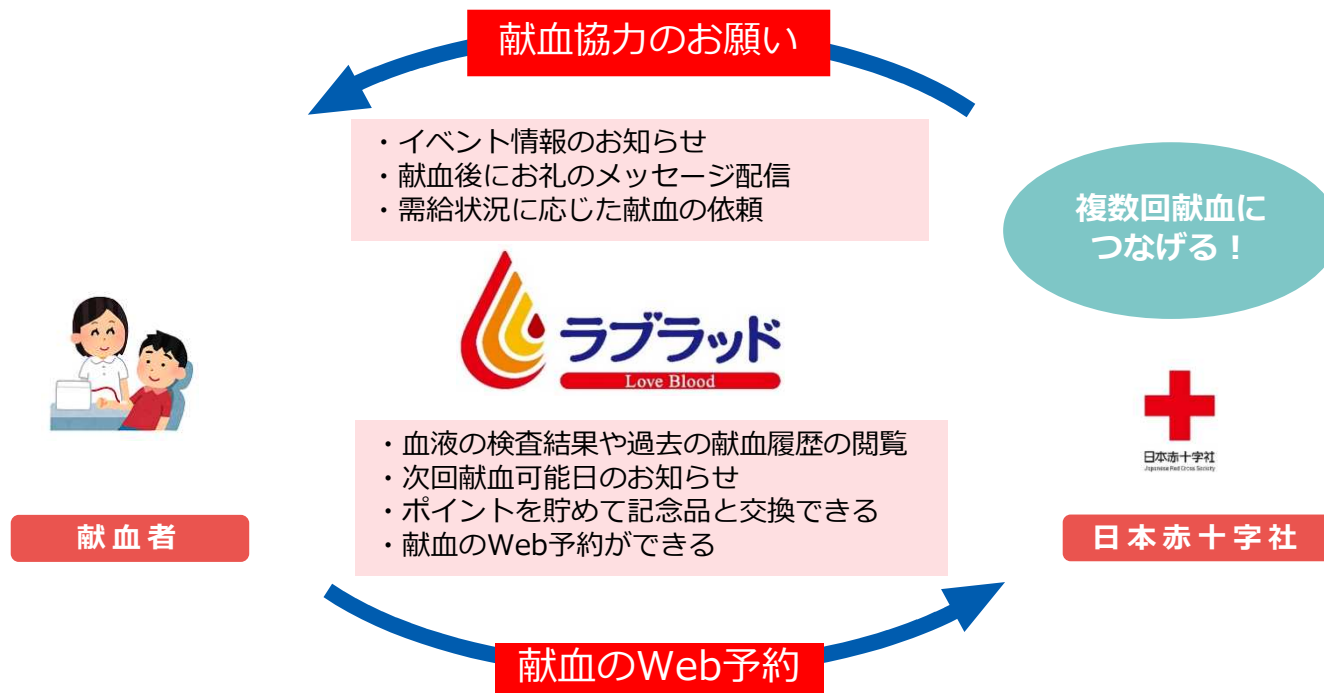 献血協力のお願い
・イベント情報のお知らせ
・献血後にお礼のメッセージ配信
・需給状況に応じた献血の依頼
複数回献血に
つなげる！
ラブラッド
Love Blood
日本赤十字社
Japanese Red Cross Society
・血液の検査結果や過去の献血履歴の閲覧
・次回献血可能日のお知らせ
・ポイントを貯めて記念品と交換できる
・献血のWeb予約ができる
献血者
日本赤十字社
献血のWeb予約